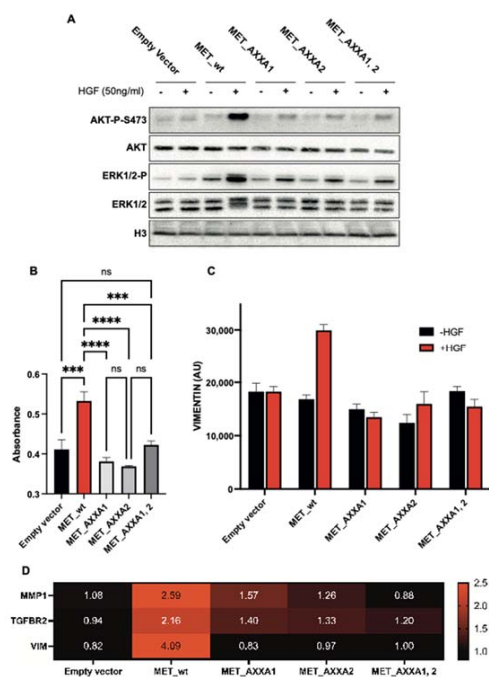 A
Empty Vector
MET_wt
MET_AXXA1
MET_AXXA2
MET_AXXA1, 2
HGF (50ng/ml) - + - + - + - + - +
AKT-P-S473
AKT
ERK1/2-P
ERK1/2
H3
B
ns
***
****
****
***
ns
ns
Absorbance
0.6
0.5
0.4
0.3
Empty vector
MET_wt
MET_AXXA1
MET_AXXA2
MET_AXXA1, 2
C
-HGF
+HGF
VIMENTIN (AU)
30,000
20,000
10,000
0
Empty vector
MET_wt
MET_AXXA1
MET_AXXA2
MET_AXXA1, 2
D
MMP1 1.08 2.59 1.57 1.26 0.88
TGFBR2 0.94 2.16 1.40 1.33 1.20
VIM 0.82 4.09 0.83 0.97 1.00
Empty vector MET_wt MET_AXXA1 MET_AXXA2 MET_AXXA1, 2
2.5
2.0
1.5
1.0